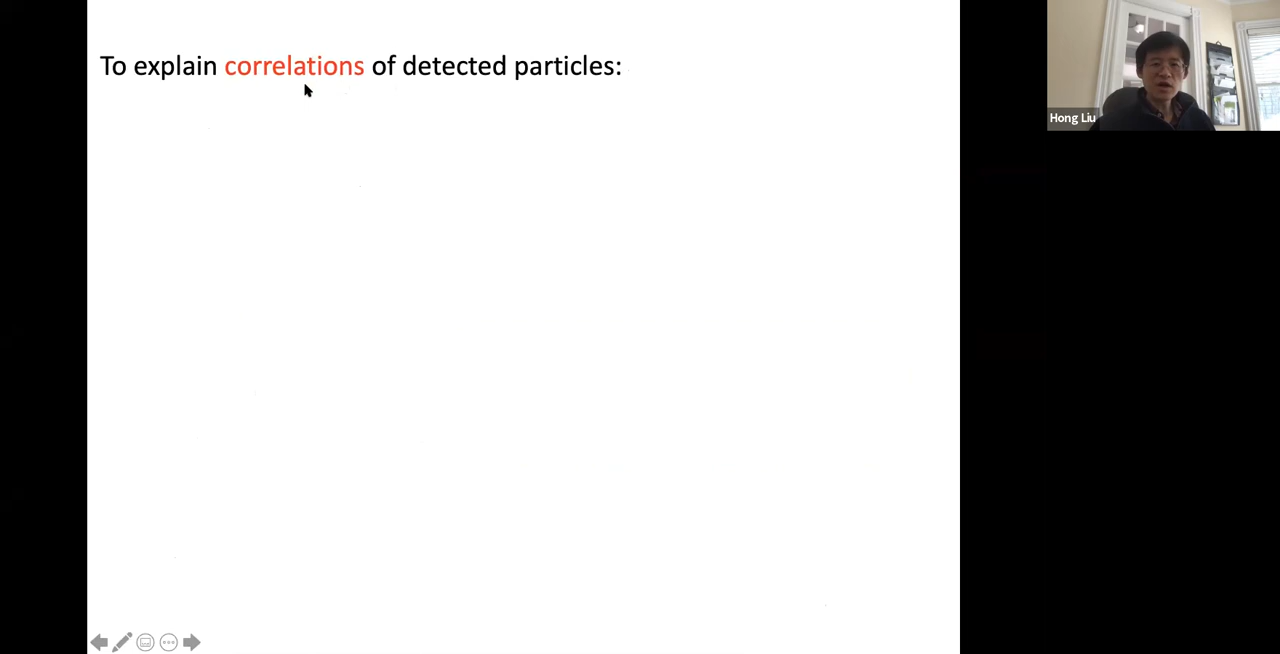 To explain correlations of detected particles:
Hong Liu